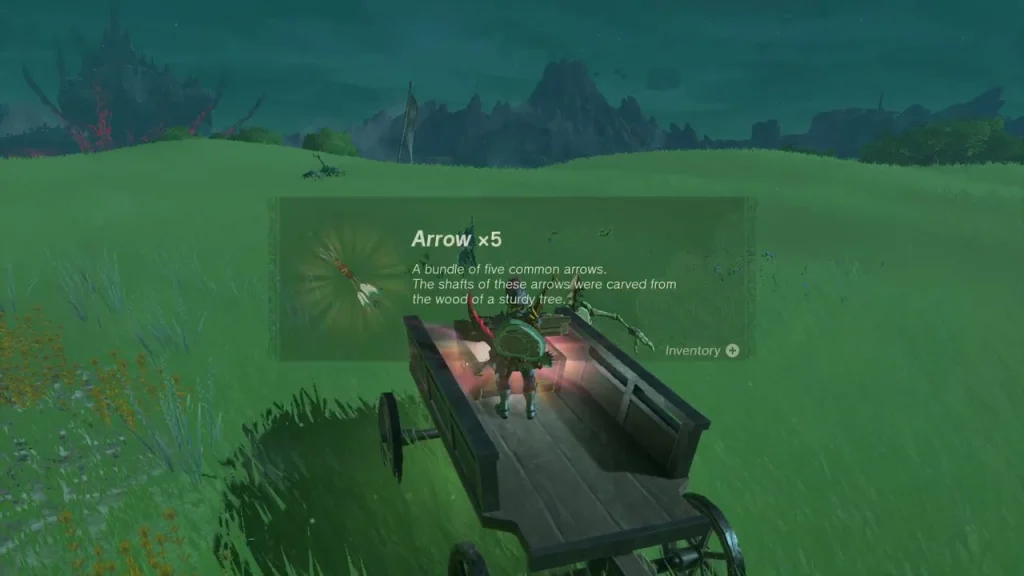 Arrow ×5
A bundle of five common arrows.
The shafts of these arrows were carved from
the wood of a sturdy tree.
Inventory +